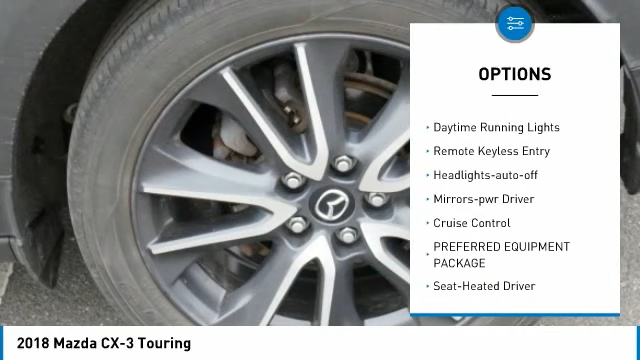 OPTIONS
Daytime Running Lights
Remote Keyless Entry
Headlights-auto-off
Mirrors-pwr Driver
Cruise Control
PREFERRED EQUIPMENT
PACKAGE
Seat-Heated Driver
2018 Mazda CX-3 Touring